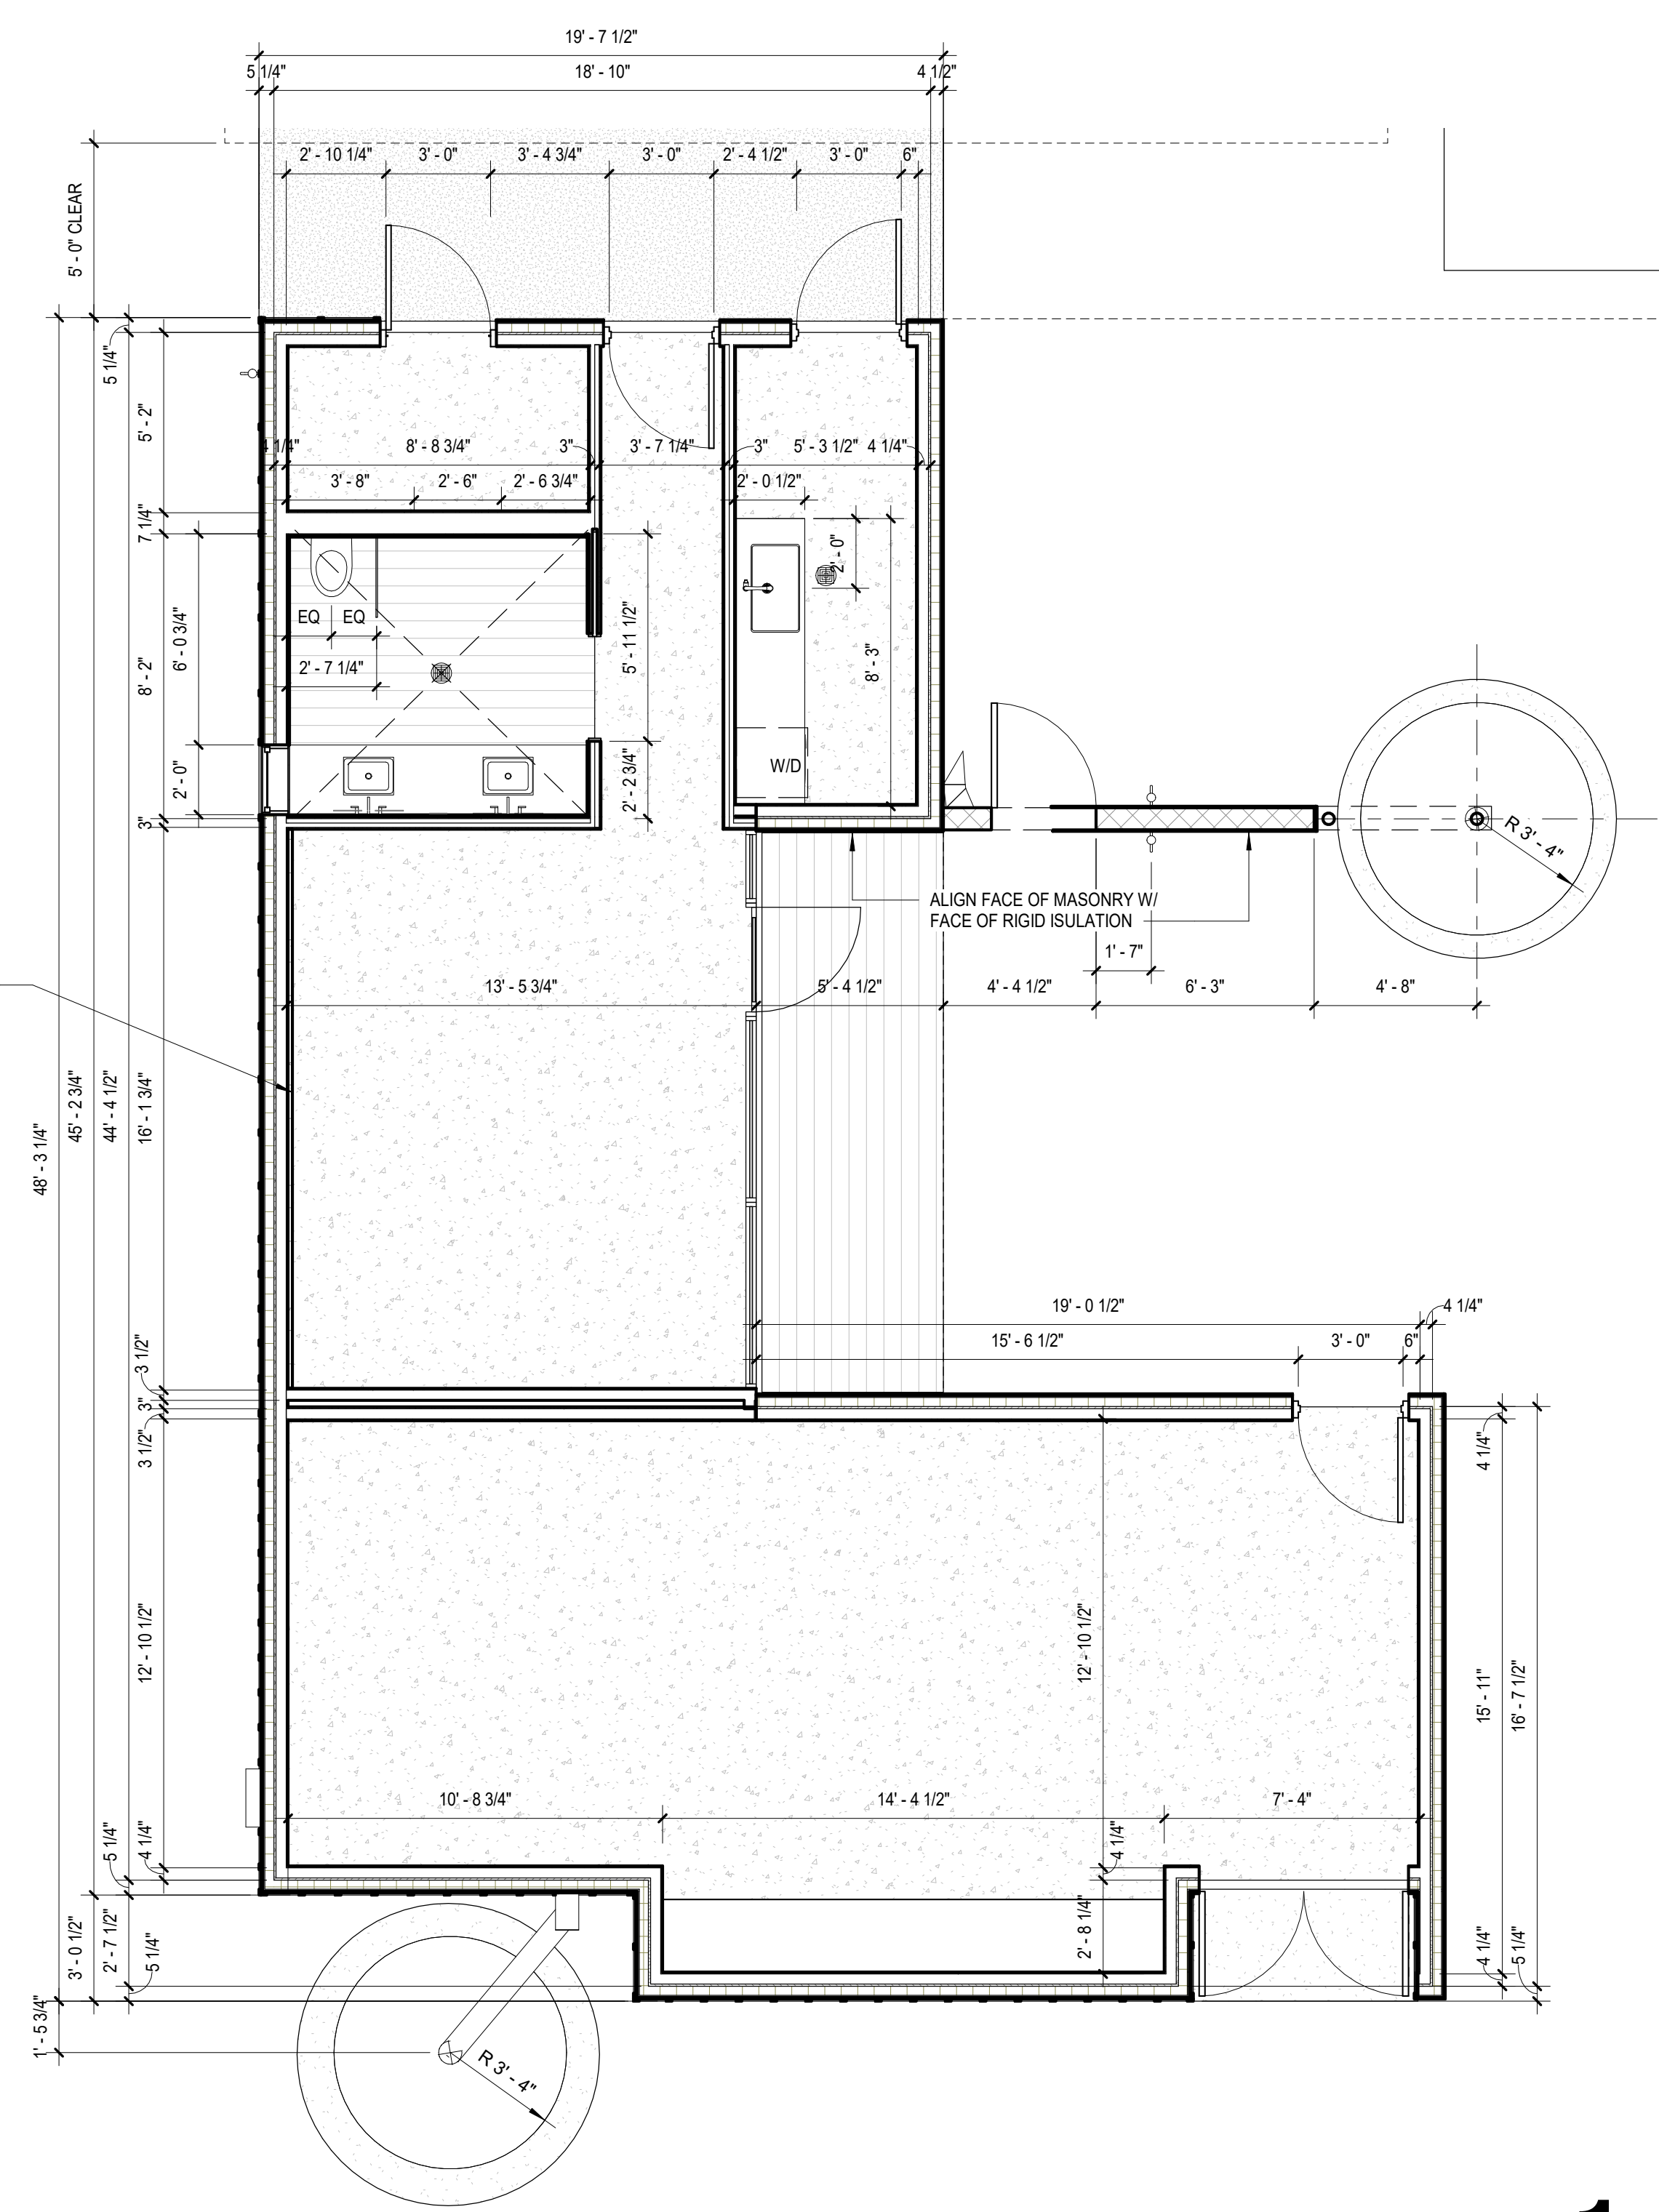 19' - 7 1/2"
5 1/4"
18' - 10"
4 1/2"
2' - 10 1/4"
3' - 0"
3' - 4 3/4"
3' - 0"
2' - 4 1/2"
3' - 0"
6"
5' - 0" CLEAR
5 1/4"
5' - 2"
4 1/4"
8' - 8 3/4"
3"
3' - 7 1/4"
3"
5' - 3 1/2"
4 1/4"
3' - 8"
2' - 6"
2' - 6 3/4"
2' - 0 1/2"
7 1/4"
2' - 0"
EQ
EQ
6' - 0 3/4"
5' - 11 1/2"
8' - 2"
2' - 7 1/4"
8' - 3"
2' - 0"
2' - 2 3/4"
W/D
3"
R 3' - 4"
ALIGN FACE OF MASONRY W/
FACE OF RIGID ISULATION
1' - 7"
13' - 5 3/4"
5' - 4 1/2"
4' - 4 1/2"
6' - 3"
4' - 8"
48' - 3 1/4"
45' - 2 3/4"
44' - 4 1/2"
16' - 1 3/4"
19' - 0 1/2"
4 1/4"
15' - 6 1/2"
3' - 0"
6"
3 1/2"
3"
3 1/2"
4 1/4"
12' - 10 1/2"
12' - 10 1/2"
15' - 11"
16' - 7 1/2"
10' - 8 3/4"
14' - 4 1/2"
7' - 4"
5 1/4"
4 1/4"
4 1/4"
3' - 0 1/2"
2' - 7 1/2"
5 1/4"
2' - 8 1/4"
4 1/4"
5 1/4"
1' - 5 3/4"
R 3' - 4"